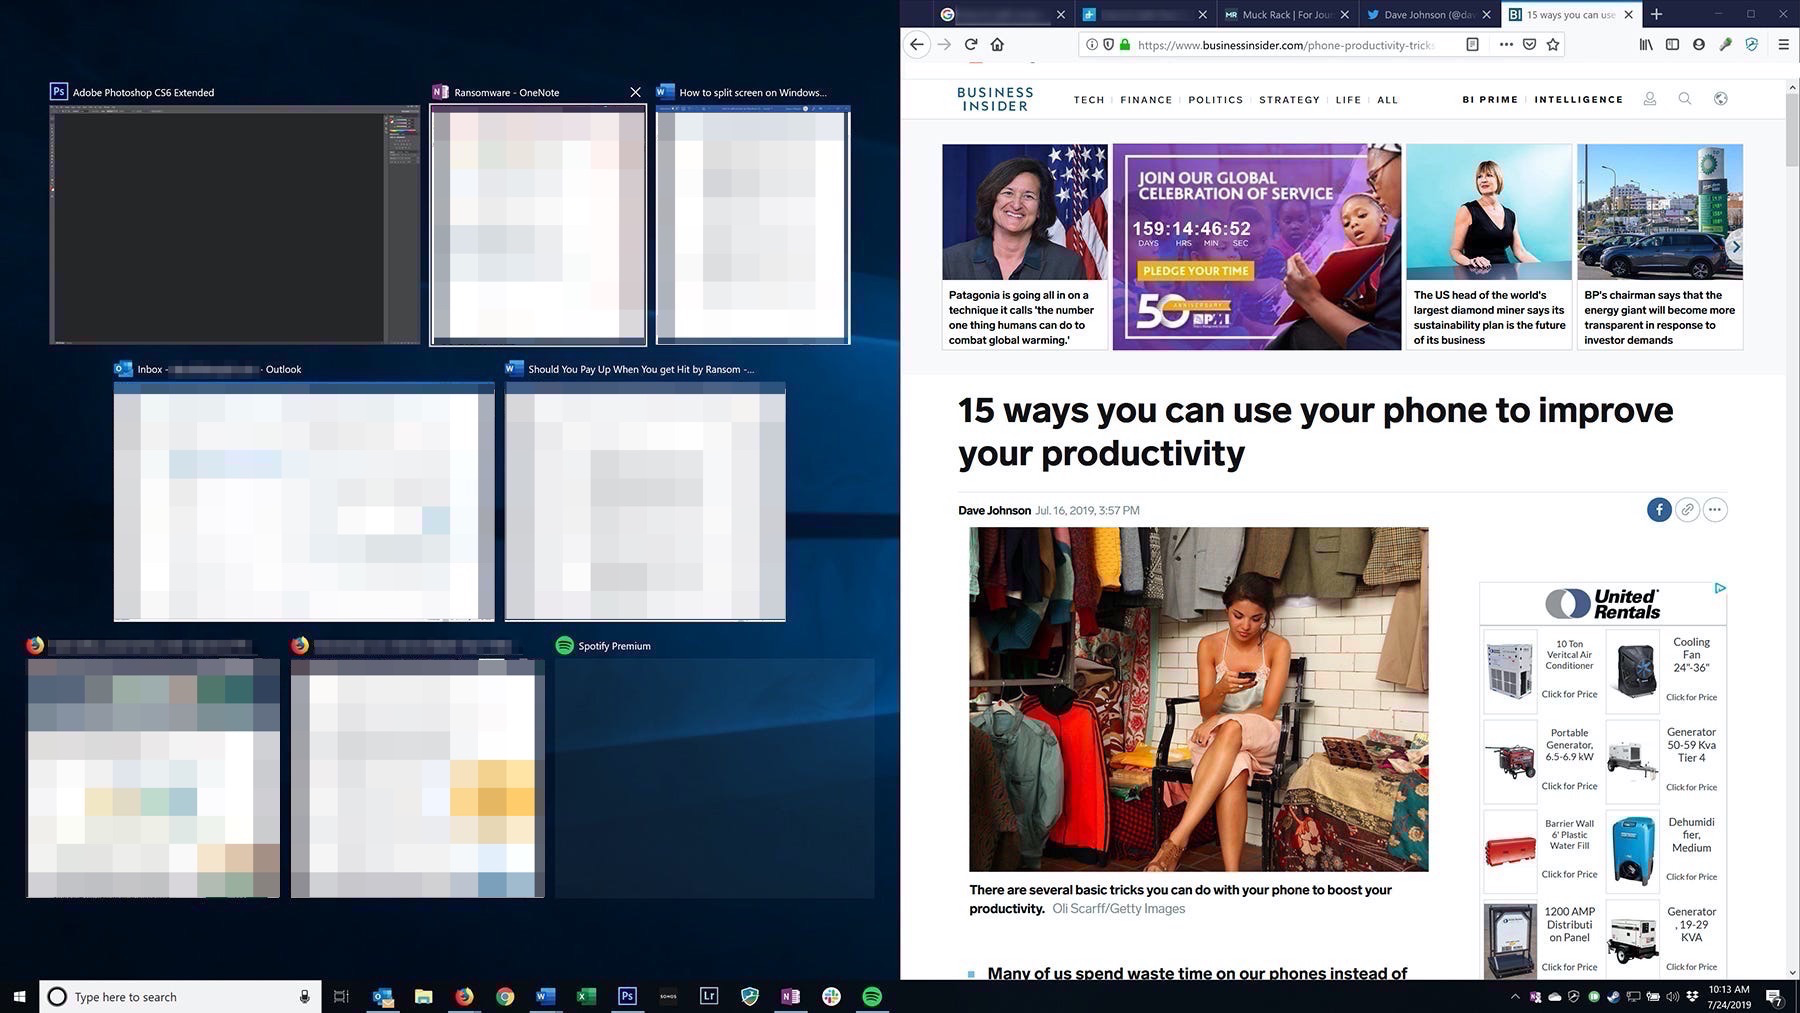 Adobe Photoshop CS6 Extended
Ransomware - OneNote
How to split screen on Windows...
Inbox -
- Outlook
Should You Pay Up When You get Hit by Ransom -...
Spotify Premium
Muck Rack | For Jou
Dave Johnson (@da
15 ways you can use
https://www.businessinsider.com/phone-productivity-tricks
BUSINESS
INSIDER
TECH | FINANCE | POLITICS | STRATEGY | LIFE | ALL
BI PRIME | INTELLIGENCE
Patagonia is going all in on a
technique it calls 'the number
one thing humans can do to
combat global warming.'
JOIN OUR GLOBAL
CELEBRATION OF SERVICE
159:14:46:52
DAYS HRS MIN SEC
PLEDGE YOUR TIME
50 ANNIVERSARY
PMI
The US head of the world's
largest diamond miner says its
sustainability plan is the future
of its business
BP's chairman says that the
energy giant will become more
transparent in response to
investor demands
15 ways you can use your phone to improve
your productivity
Dave Johnson Jul. 16, 2019, 3:57 PM
There are several basic tricks you can do with your phone to boost your
productivity. Oli Scarff/Getty Images
Many of us spend waste time on our phones instead of
United
Rentals
10 Ton
Veritcal Air
Conditioner
Click for Price
Cooling
Fan
24"-36"
Click for Price
Portable
Generator,
6.5-6.9 kW
Click for Price
Generator
50-59 Kva
Tier 4
Click for Price
Barrier Wall
6' Plastic
Water Fill
Click for Price
Dehumidi
fier,
Medium
Click for Price
1200 AMP
Distributi
on Panel
Click for Price
Generator
, 19-29
KVA
Click for Price
Type here to search
SONOS
Lr
10:13 AM
7/24/2019
7